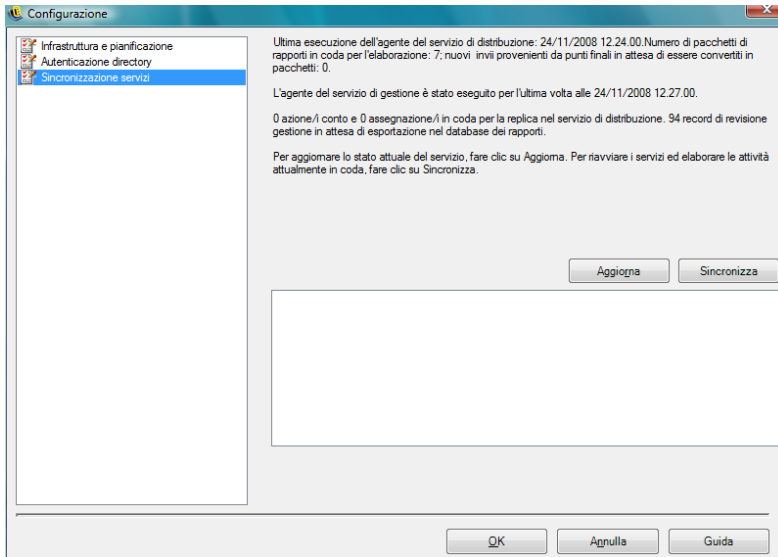 Configurazione
Infrastruttura e pianificazione
Autenticazione directory
Sincronizzazione servizi
Ultima esecuzione dell'agente del servizio di distribuzione: 24/11/2008 12.24.00.Numero di pacchetti di
rapporti in coda per l'elaborazione: 7; nuovi invii provenienti da punti finali in attesa di essere convertiti in
pacchetti: 0.
L'agente del servizio di gestione è stato eseguito per l'ultima volta alle 24/11/2008 12.27.00.
0 azione/i conto e 0 assegnazione/i in coda per la replica nel servizio di distribuzione. 94 record di revisione
gestione in attesa di esportazione nel database dei rapporti.
Per aggiornare lo stato attuale del servizio, fare clic su Aggiorna. Per riavviare i servizi ed elaborare le attività
attualmente in coda, fare clic su Sincronizza.
Aggiorna
Sincronizza
OK
Annulla
Guida